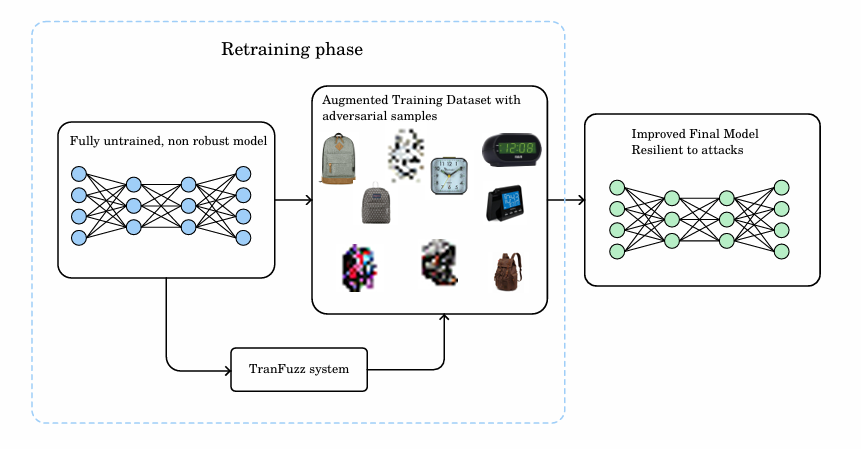 Retraining phase
Augmented Training Dataset with
adversarial samples
Fully untrained, non robust model
12:08
Improved Final Model
Resilient to attacks
TranFuzz system